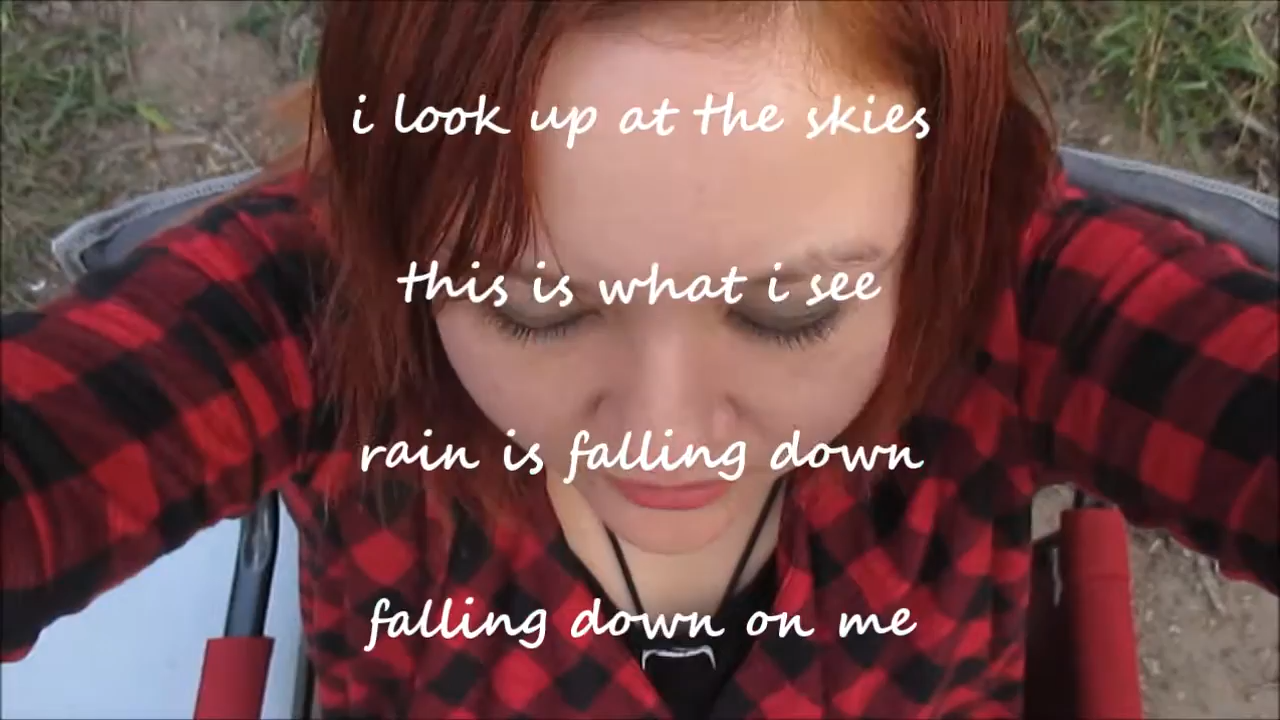 i look up at the skies
this is what i see
rain is falling down
falling down on me